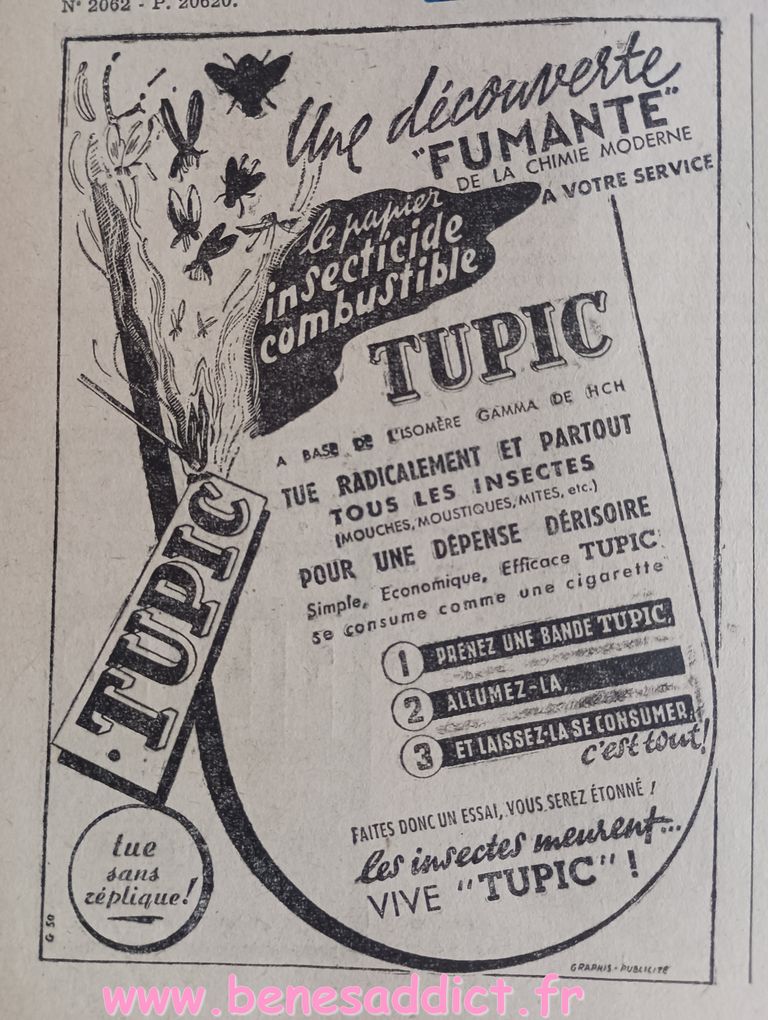 N° 2062 - P. 20620.
Une découverte
"FUMANTE"
DE LA CHIMIE MODERNE
A VOTRE SERVICE
le papier
insecticide
combustible
TUPIC
A BASE DE L'ISOMÈRE GAMMA DE HCH
TUE RADICALEMENT ET PARTOUT
TOUS LES INSECTES
(MOUCHES, MOUSTIQUES, MITES, etc.)
POUR UNE DÉPENSE DÉRISOIRE
Simple, Economique, Efficace TUPIC
se consume comme une cigarette
1 PRENEZ UNE BANDE TUPIC,
2 ALLUMEZ-LA,
3 ET LAISSEZ-LA SE CONSUMER,
c'est tout!
TUPIC
FAITES DONC UN ESSAI, VOUS SEREZ ÉTONNÉ !
les insectes meurent...
VIVE "TUPIC" !
tue
sans
réplique!
G 50
GRAPHIS - PUBLICITÉ
www.benesaddict.fr